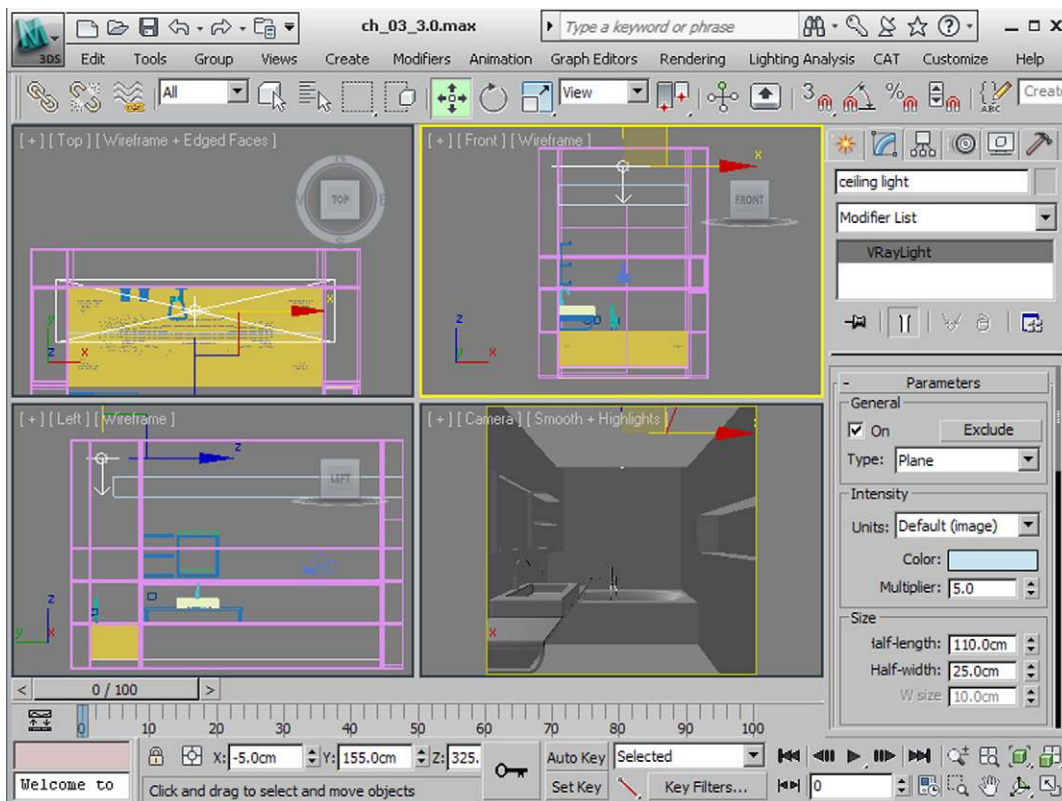 ch_03_3.0.max
Type a keyword or phrase
3DS
Edit Tools Group Views Create Modifiers Animation Graph Editors Rendering Lighting Analysis CAT Customize Help
All
View
3
%
ABC
Create
[ + ] [ Top ] [ Wireframe + Edged Faces ]
[ + ] [ Front ] [ Wireframe ]
N
TOP
E
S
FRONT
x
y
z
x
z
y
x
ceiling light
Modifier List
VRayLight
[ + ] [ Left ] [ Wireframe ]
[ + ] [ Camera ] [ Smooth + Highlights ]
z
LEFT
z
y
x
x
- Parameters
General
On
Exclude
Type: Plane
Intensity
Units: Default (image)
Color:
Multiplier: 5.0
Size
Half-length: 110.0cm
Half-width: 25.0cm
W size 10.0cm
< 0 / 100 >
0 10 20 30 40 50 60 70 80 90 100
X: -5.0cm Y: 155.0cm Z: 325.
Auto Key Selected
Welcome to
Click and drag to select and move objects
Set Key Key Filters...
0